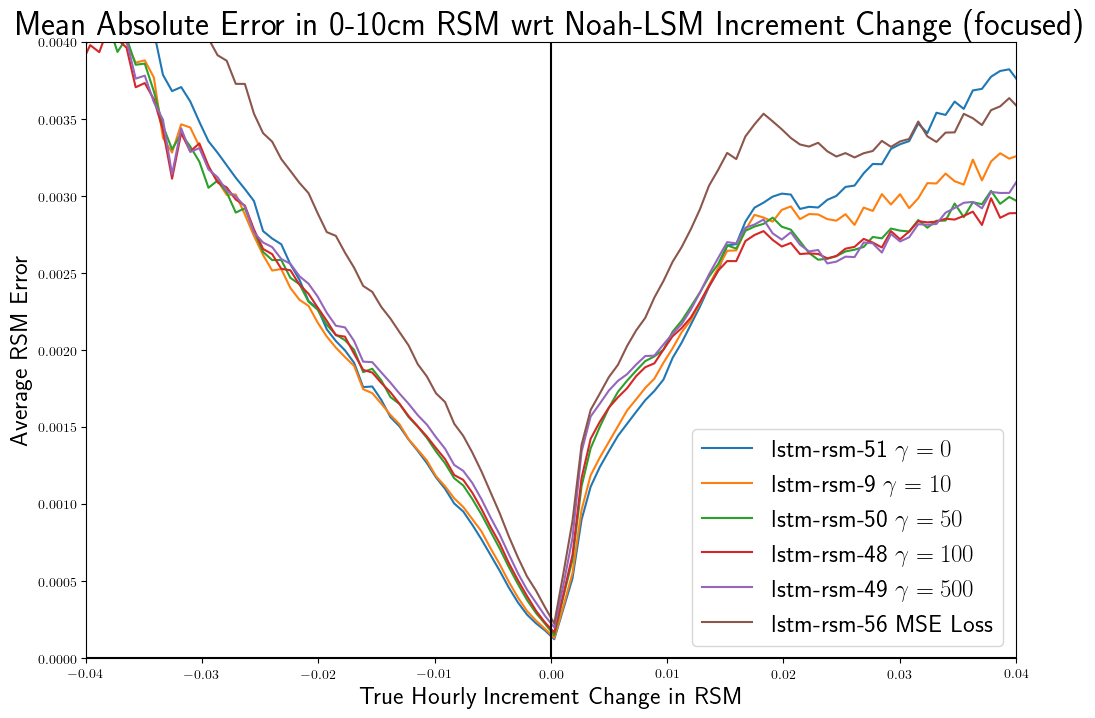 Mean Absolute Error in 0-10cm RSM wrt Noah-LSM Increment Change (focused)
Average RSM Error
0.0040
0.0035
0.0030
0.0025
0.0020
0.0015
0.0010
0.0005
0.0000
lstm-rsm-51 γ = 0
lstm-rsm-9 γ = 10
lstm-rsm-50 γ = 50
lstm-rsm-48 γ = 100
lstm-rsm-49 γ = 500
lstm-rsm-56 MSE Loss
−0.04 −0.03 −0.02 −0.01 0.00 0.01 0.02 0.03 0.04
True Hourly Increment Change in RSM